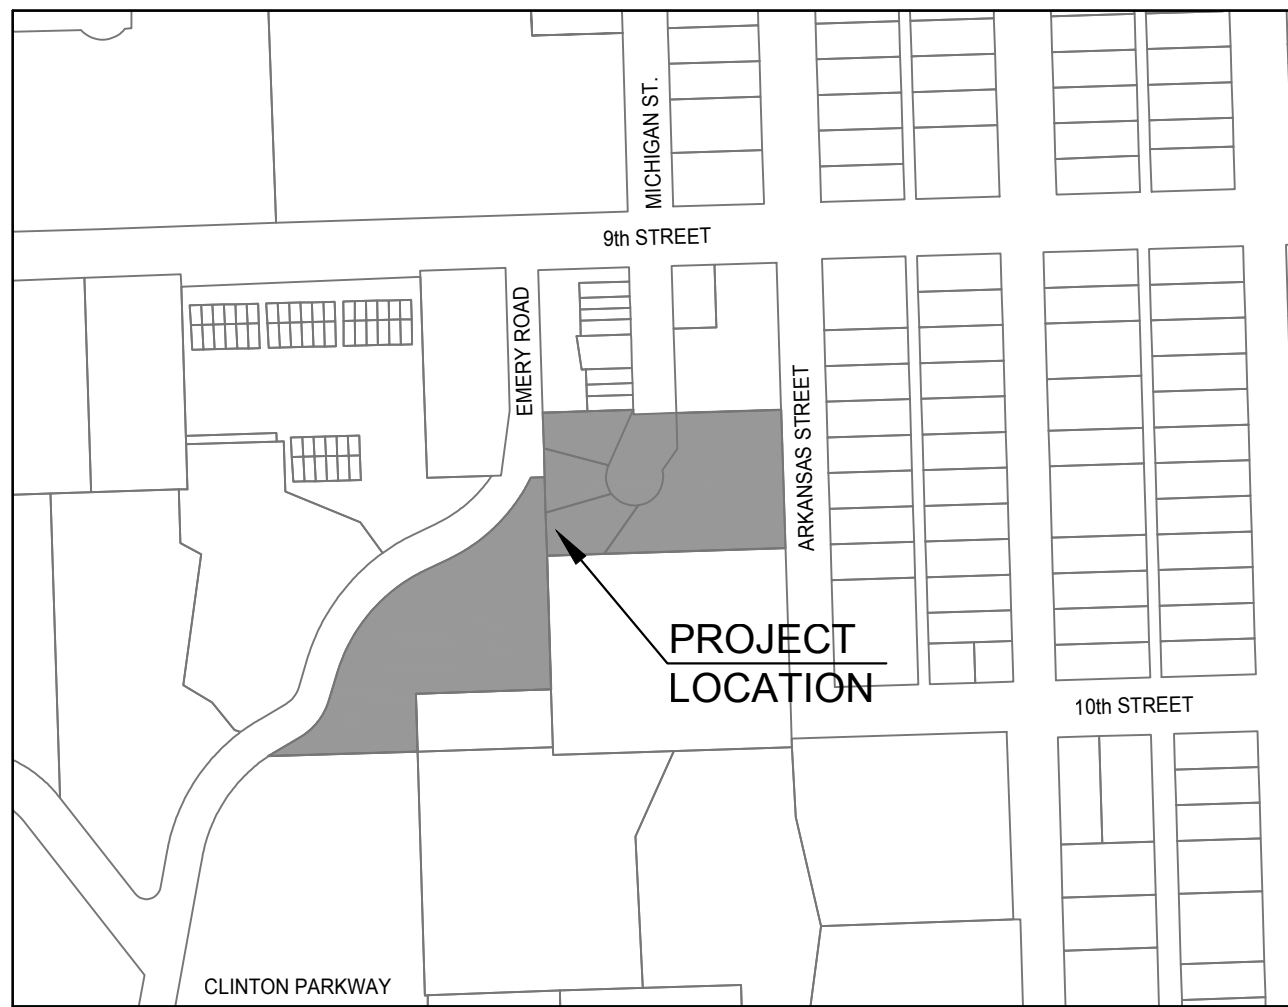 MICHIGAN ST.
9th STREET
EMERY ROAD
ARKANSAS STREET
PROJECT
LOCATION
10th STREET
CLINTON PARKWAY